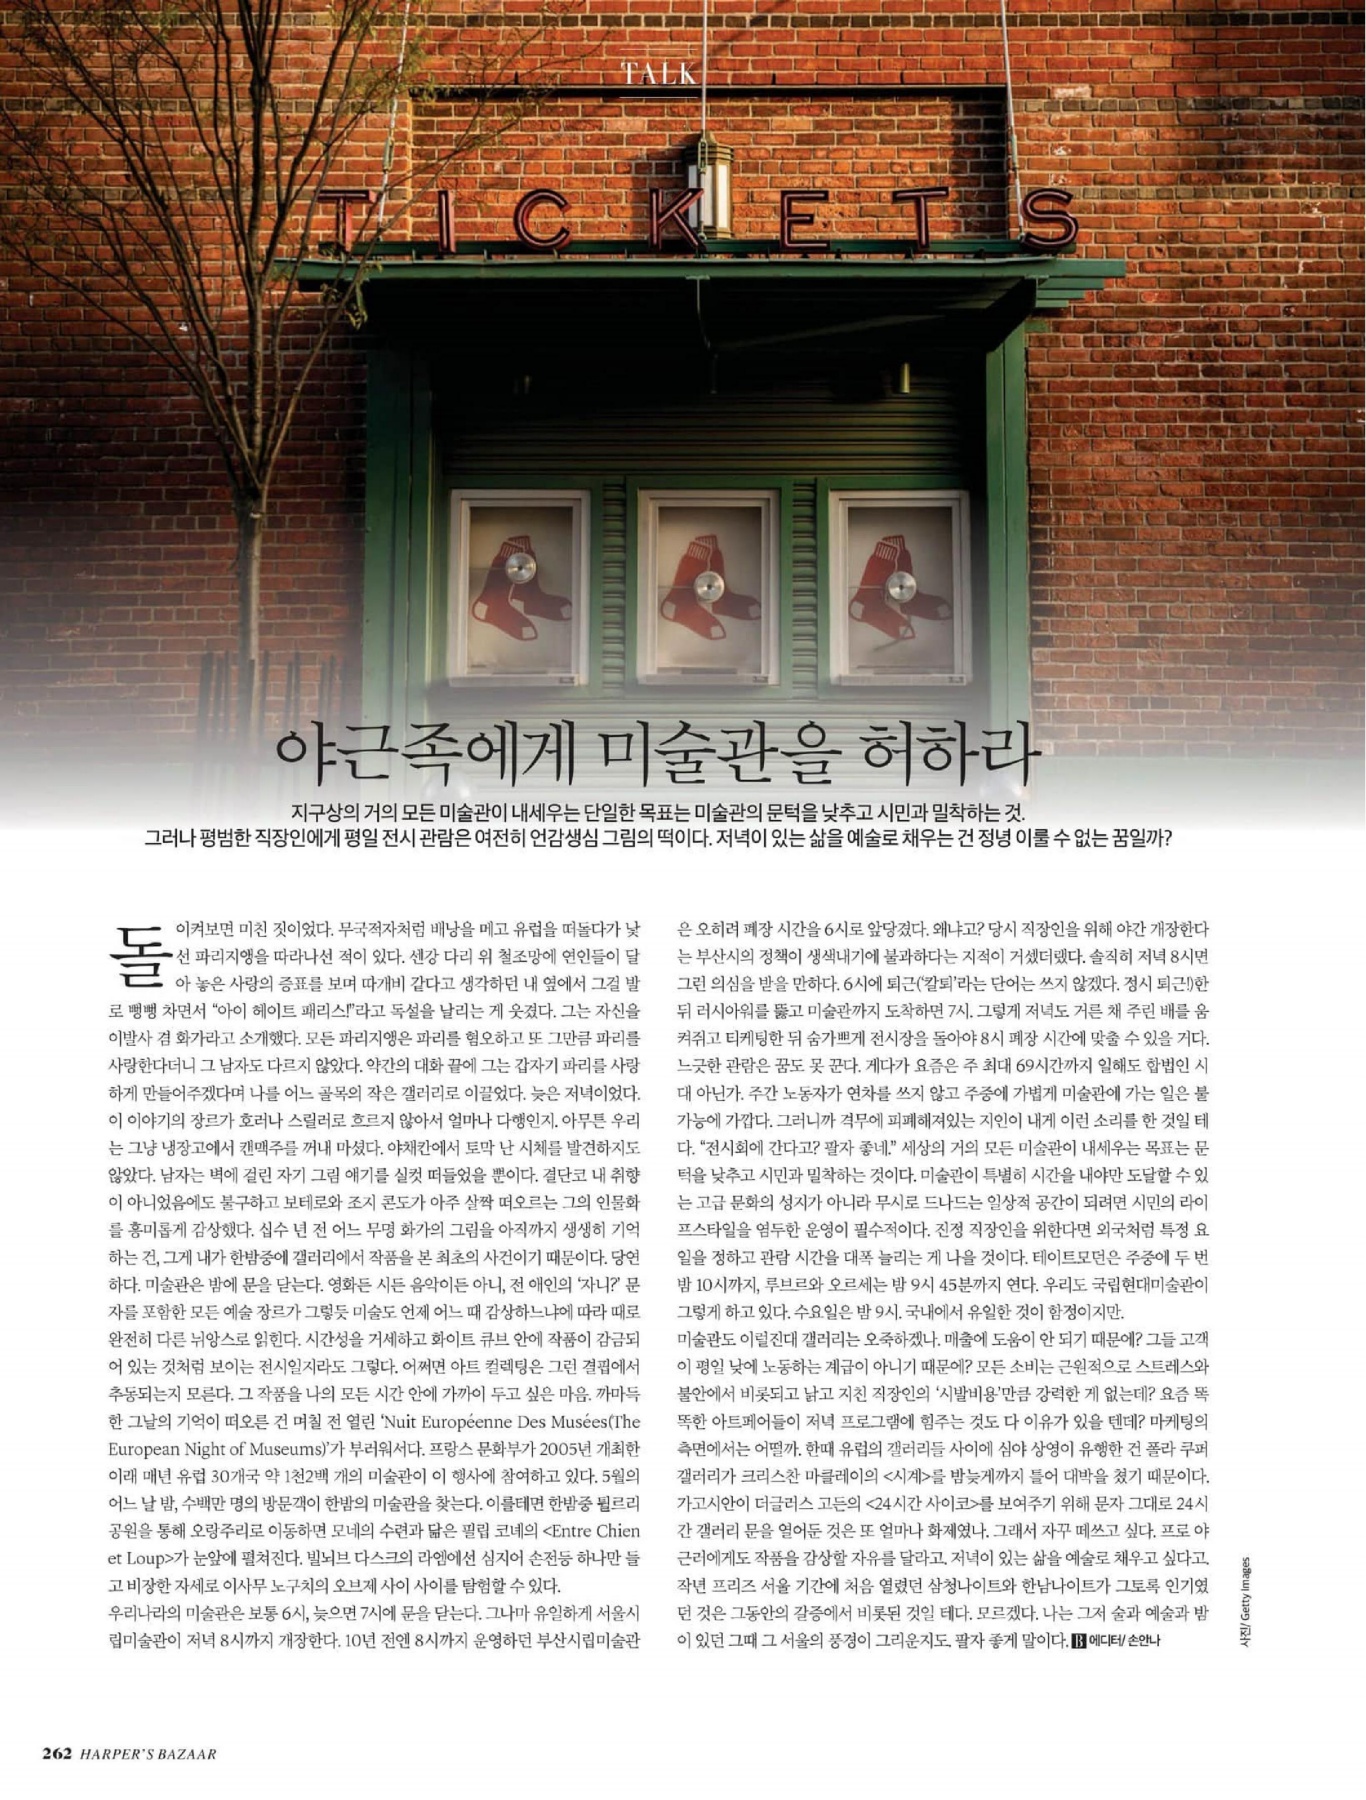 TALK
TICKETS
야근족에게 미술관을 허하라
지구상의 거의 모든 미술관이 내세우는 단일한 목표는 미술관의 문턱을 낮추고 시민과 밀착하는 것.
그러나 평범한 직장인에게 평일 전시 관람은 여전히 언감생심 그림의 떡이다. 저녁이 있는 삶을 예술로 채우는 건 정녕 이룰 수 없는 꿈일까?
돌이켜보면 미친 짓이었다. 무국적자처럼 배낭을 메고 유럽을 떠돌다가 낯
선 파리지앵을 따라나선 적이 있다. 센강 다리 위 철조망에 연인들이 달
아 놓은 사랑의 증표를 보며 따개비 같다고 생각하던 내 옆에서 그걸 발
로 뻥뻥 차면서 “아이 헤이트 패리스!”라고 독설을 날리는 게 웃겼다. 그는 자신을
이발사 겸 화가라고 소개했다. 모든 파리지앵은 파리를 혐오하고 또 그만큼 파리를
사랑한다더니 그 남자도 다르지 않았다. 약간의 대화 끝에 그는 갑자기 파리를 사랑
하게 만들어주겠다며 나를 어느 골목의 작은 갤러리로 이끌었다. 늦은 저녁이었다.
이 이야기의 장르가 호러나 스릴러로 흐르지 않아서 얼마나 다행인지. 아무튼 우리
는 그냥 냉장고에서 캔맥주를 꺼내 마셨다. 야채칸에서 토막 난 시체를 발견하지도
않았다. 남자는 벽에 걸린 자기 그림 얘기를 실컷 떠들었을 뿐이다. 결단코 내 취향
이 아니었음에도 불구하고 보테로와 조지 콘도가 아주 살짝 떠오르는 그의 인물화
를 흥미롭게 감상했다. 십수 년 전 어느 무명 화가의 그림을 아직까지 생생히 기억
하는 건, 그게 내가 한밤중에 갤러리에서 작품을 본 최초의 사건이기 때문이다. 당연
하다. 미술관은 밤에 문을 닫는다. 영화든 시든 음악이든 아니, 전 애인의 ‘자니?’ 문
자를 포함한 모든 예술 장르가 그렇듯 미술도 언제 어느 때 감상하느냐에 따라 때로
완전히 다른 뉘앙스로 읽힌다. 시간성을 거세하고 화이트 큐브 안에 작품이 감금되
어 있는 것처럼 보이는 전시일지라도 그렇다. 어쩌면 아트 컬렉팅은 그런 결핍에서
추동되는지 모른다. 그 작품을 나의 모든 시간 안에 가까이 두고 싶은 마음. 까마득
한 그날의 기억이 떠오른 건 며칠 전 열린 ‘Nuit Européenne Des Musées(The
European Night of Museums)’가 부러워서다. 프랑스 문화부가 2005년 개최한
이래 매년 유럽 30개국 약 1천2백 개의 미술관이 이 행사에 참여하고 있다. 5월의
어느 날 밤, 수백만 명의 방문객이 한밤의 미술관을 찾는다. 이를테면 한밤중 튈르리
공원을 통해 오랑주리로 이동하면 모네의 수련과 닮은 필립 코녜의 <Entre Chien
et Loup>가 눈앞에 펼쳐진다. 빌뇌브 다스크의 라엠에선 심지어 손전등 하나만 들
고 비장한 자세로 이사무 노구치의 오브제 사이 사이를 탐험할 수 있다.
우리나라의 미술관은 보통 6시, 늦으면 7시에 문을 닫는다. 그나마 유일하게 서울시
립미술관이 저녁 8시까지 개장한다. 10년 전엔 8시까지 운영하던 부산시립미술관
은 오히려 폐장 시간을 6시로 앞당겼다. 왜냐고? 당시 직장인을 위해 야간 개장한다
는 부산시의 정책이 생색내기에 불과하다는 지적이 거셌더랬다. 솔직히 저녁 8시면
그런 의심을 받을 만하다. 6시에 퇴근(‘칼퇴’라는 단어는 쓰지 않겠다. 정시 퇴근!)한
뒤 러시아워를 뚫고 미술관까지 도착하면 7시. 그렇게 저녁도 거른 채 주린 배를 움
켜쥐고 티케팅한 뒤 숨가쁘게 전시장을 돌아야 8시 폐장 시간에 맞출 수 있을 거다.
느긋한 관람은 꿈도 못 꾼다. 게다가 요즘은 주 최대 69시간까지 일해도 합법인 시
대 아닌가. 주간 노동자가 연차를 쓰지 않고 주중에 가볍게 미술관에 가는 일은 불
가능에 가깝다. 그러니까 격무에 피폐해져있는 지인이 내게 이런 소리를 한 것일 테
다. “전시회에 간다고? 팔자 좋네.” 세상의 거의 모든 미술관이 내세우는 목표는 문
턱을 낮추고 시민과 밀착하는 것이다. 미술관이 특별히 시간을 내야만 도달할 수 있
는 고급 문화의 성지가 아니라 무시로 드나드는 일상적 공간이 되려면 시민의 라이
프스타일을 염두한 운영이 필수적이다. 진정 직장인을 위한다면 외국처럼 특정 요
일을 정하고 관람 시간을 대폭 늘리는 게 나을 것이다. 테이트모던은 주중에 두 번
밤 10시까지, 루브르와 오르세는 밤 9시 45분까지 연다. 우리도 국립현대미술관이
그렇게 하고 있다. 수요일은 밤 9시. 국내에서 유일한 것이 함정이지만.
미술관도 이럴진대 갤러리는 오죽하겠나. 매출에 도움이 안 되기 때문에? 그들 고객
이 평일 낮에 노동하는 계급이 아니기 때문에? 모든 소비는 근원적으로 스트레스와
불안에서 비롯되고 낡고 지친 직장인의 ‘시발비용’만큼 강력한 게 없는데? 요즘 똑
똑한 아트페어들이 저녁 프로그램에 힘주는 것도 다 이유가 있을 텐데? 마케팅의
측면에서는 어떨까. 한때 유럽의 갤러리들 사이에 심야 상영이 유행한 건 폴라 쿠퍼
갤러리가 크리스찬 마클레이의 <시계>를 밤늦게까지 틀어 대박을 쳤기 때문이다.
가고시안이 더글러스 고든의 <24시간 사이코>를 보여주기 위해 문자 그대로 24시
간 갤러리 문을 열어둔 것은 또 얼마나 화제였나. 그래서 자꾸 떼쓰고 싶다. 프로 야
근러에게도 작품을 감상할 자유를 달라고. 저녁이 있는 삶을 예술로 채우고 싶다고.
작년 프리즈 서울 기간에 처음 열렸던 삼청나이트와 한남나이트가 그토록 인기였
던 것은 그동안의 갈증에서 비롯된 것일 테다. 모르겠다. 나는 그저 술과 예술과 밤
이 있던 그때 그 서울의 풍경이 그리운지도. 팔자 좋게 말이다. B 에디터/ 손안나
사진/ Getty Images
262 HARPER'S BAZAAR